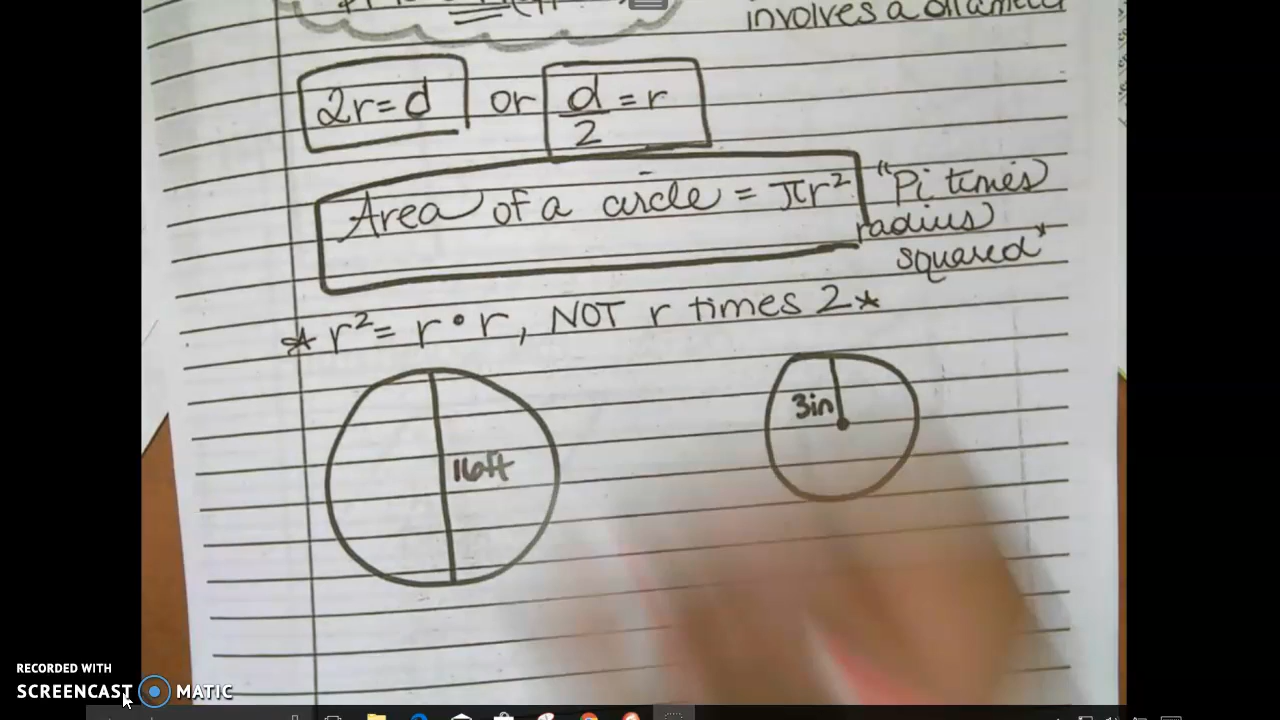 involves a diameter
2r=d or d/2 = r
Area of a circle = πr² "Pi times
radius
squared"
*r²= r • r, NOT r times 2*
3in
16ft
RECORDED WITH
SCREENCAST MATIC